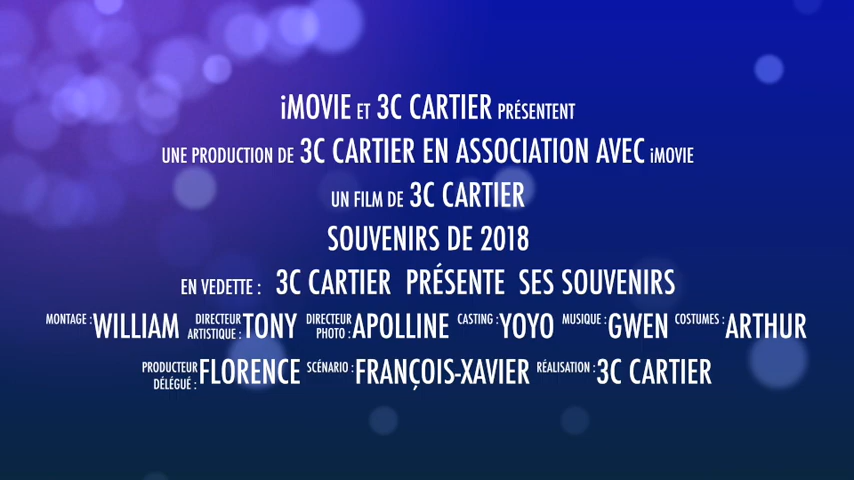 iMOVIE ET 3C CARTIER PRÉSENTENT
UNE PRODUCTION DE 3C CARTIER EN ASSOCIATION AVEC iMOVIE
UN FILM DE 3C CARTIER
SOUVENIRS DE 2018
EN VEDETTE : 3C CARTIER PRÉSENTE SES SOUVENIRS
MONTAGE : WILLIAM DIRECTEUR ARTISTIQUE : TONY DIRECTEUR PHOTO : APOLLINE CASTING : YOYO MUSIQUE : GWEN COSTUMES : ARTHUR
PRODUCTEUR DÉLÉGUÉ : FLORENCE SCÉNARIO : FRANÇOIS-XAVIER RÉALISATION : 3C CARTIER